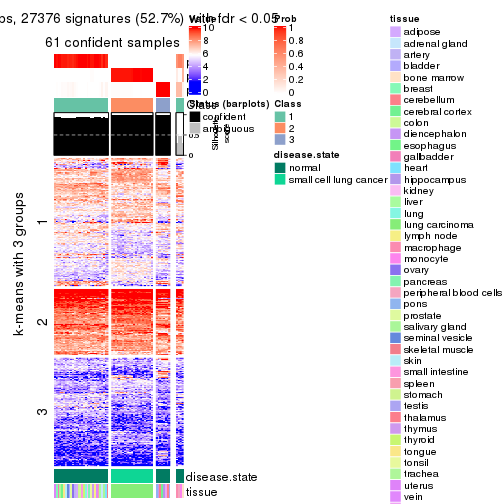 ps, 27376 signatures (52.7%) with fdr < 0.05
61 confident samples
k-means with 3 groups
1
2
3
disease.state
tissue
Value
10
8
6
4
2
0
Prob
1
0.8
0.6
0.4
0.2
0
Status (barplots)
confident
ambiguous
Class
1
2
3
disease.state
normal
small cell lung cancer
tissue
adipose
adrenal gland
artery
bladder
bone marrow
breast
cerebellum
cerebral cortex
colon
diencephalon
esophagus
gallbladder
heart
hippocampus
kidney
liver
lung
lung carcinoma
lymph node
macrophage
monocyte
ovary
pancreas
peripheral blood cells
pons
prostate
salivary gland
seminal vesicle
skeletal muscle
skin
small intestine
spleen
stomach
testis
thalamus
thymus
thyroid
tongue
tonsil
trachea
uterus
vein